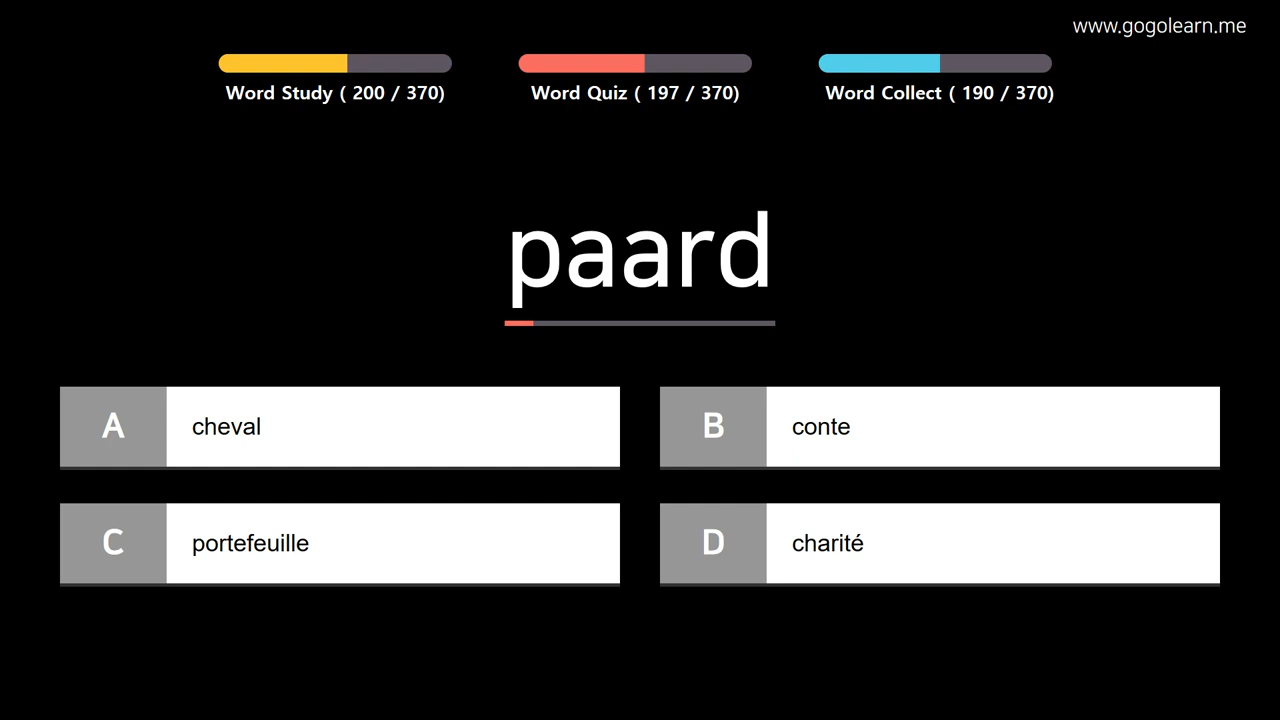 www.gogolearn.me
Word Study ( 200 / 370)
Word Quiz ( 197 / 370)
Word Collect ( 190 / 370)
paard
A cheval
B conte
C portefeuille
D charité